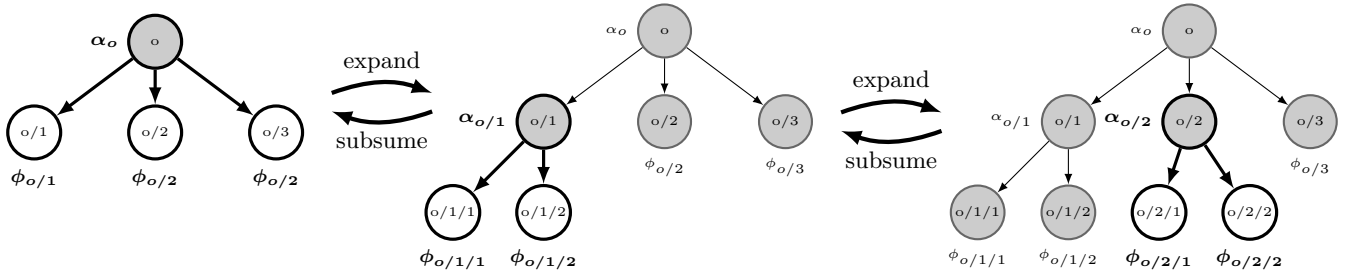 α_o o
o/1 o/2 o/3
ϕ_{o/1} ϕ_{o/2} ϕ_{o/2}
expand
subsume
α_o o
α_{o/1} o/1 o/2 o/3
ϕ_{o/2} ϕ_{o/3}
o/1/1 o/1/2
ϕ_{o/1/1} ϕ_{o/1/2}
expand
subsume
α_o o
α_{o/1} o/1 α_{o/2} o/2 o/3
ϕ_{o/3}
o/1/1 o/1/2 o/2/1 o/2/2
ϕ_{o/1/1} ϕ_{o/1/2} ϕ_{o/2/1} ϕ_{o/2/2}